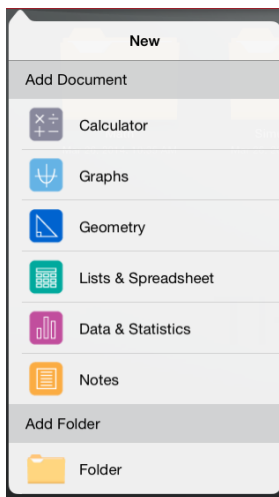 New
Add Document
Calculator
Graphs
Geometry
Lists & Spreadsheet
Data & Statistics
Notes
Add Folder
Folder